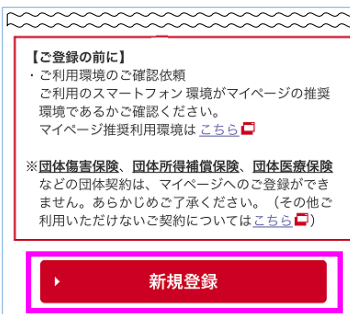 【ご登録の前に】
・ご利用環境のご確認依頼
ご利用のスマートフォン環境がマイページの推奨
環境であるかご確認ください。
マイページ推奨利用環境は こちら
※団体傷害保険、団体所得補償保険、団体医療保険
などの団体契約は、マイページへのご登録ができ
ません。あらかじめご了承ください。（その他ご
利用いただけないご契約についてはこちら）
新規登録